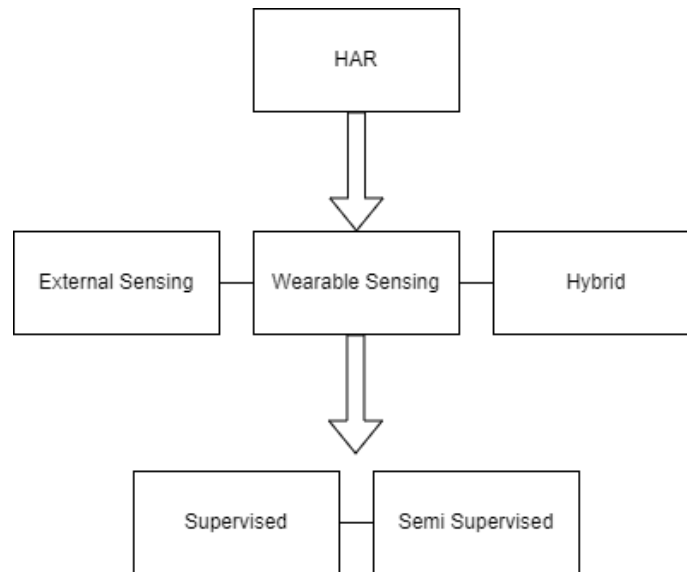 HAR
External Sensing
Wearable Sensing
Hybrid
Supervised
Semi Supervised